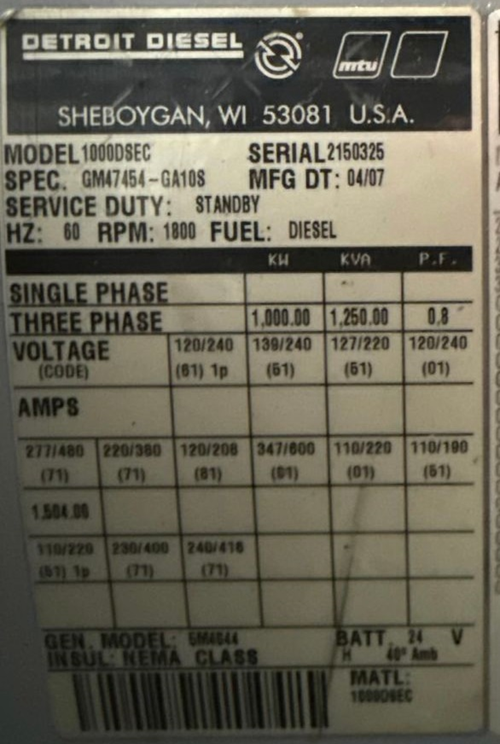 DETROIT DIESEL
mtu
SHEBOYGAN, WI 53081 U.S.A.
MODEL 1000DSEC SERIAL 2150325
SPEC. GM47454-GA10S MFG DT: 04/07
SERVICE DUTY: STANDBY
HZ: 60 RPM: 1800 FUEL: DIESEL
KW KVA P.F.
SINGLE PHASE
THREE PHASE 1,000.00 1,250.00 0.8
VOLTAGE 120/240 139/240 127/220 120/240
(CODE) (61) 1p (51) (51) (01)
AMPS
277/480 220/380 120/208 347/600 110/220 110/190
(71) (71) (61) (91) (01) (51)
1,504.00
110/220 230/400 240/416
(61) 1p (71) (71)
GEN. MODEL: BATT. 24 V
INSUL: NEMA CLASS H 40° Amb
MATL:
1000DSEC